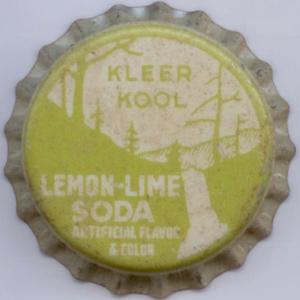 KLEER
KOOL
LEMON-LIME
SODA
ARTIFICIAL FLAVOR
& COLOR